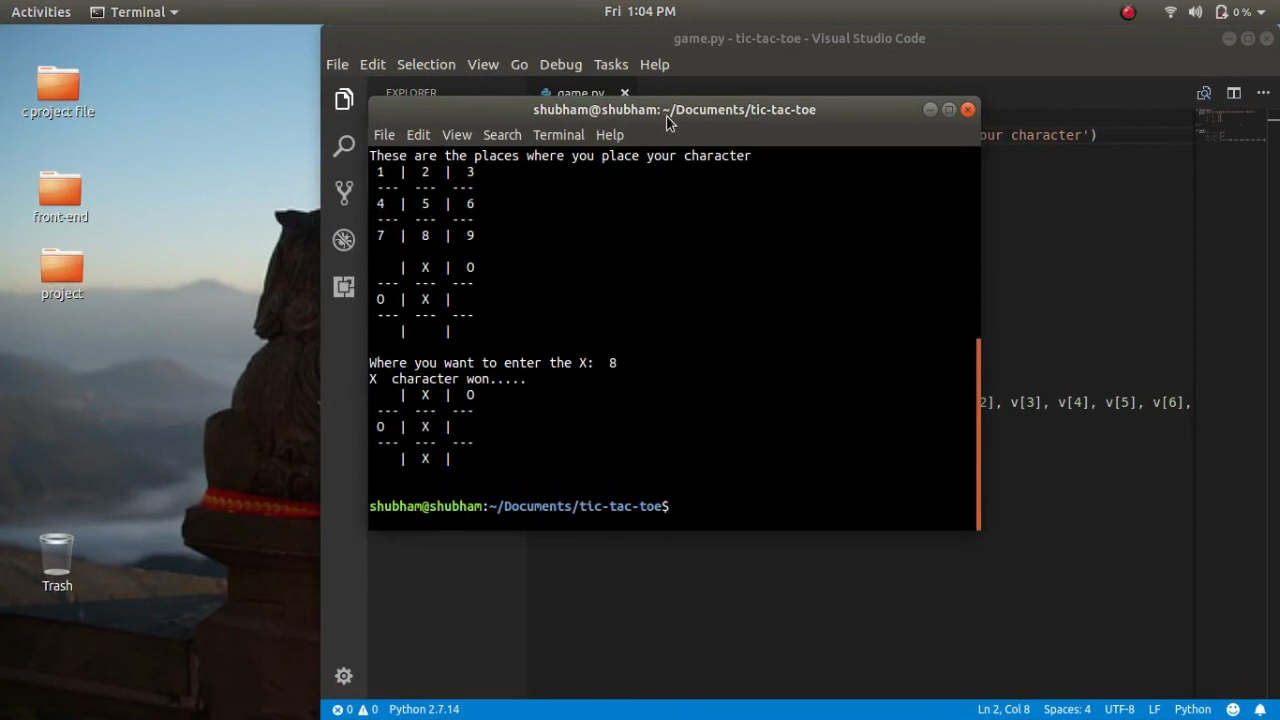 Activities Terminal Fri 1:04 PM 0 %
game.py - tic-tac-toe - Visual Studio Code
File Edit Selection View Go Debug Tasks Help
EXPLORER game.py
shubham@shubham: ~/Documents/tic-tac-toe
File Edit View Search Terminal Help
our character')
These are the places where you place your character
1 | 2 | 3
--- --- ---
4 | 5 | 6
--- --- ---
7 | 8 | 9
| X | O
--- --- ---
O | X |
--- --- ---
| |
Where you want to enter the X: 8
X character won.....
| X | O
--- --- ---
O | X |
--- --- ---
| X |
2], v[3], v[4], v[5], v[6],
shubham@shubham:~/Documents/tic-tac-toe$
c project file
front-end
project
Trash
0 0 Python 2.7.14 Ln 2, Col 8 Spaces: 4 UTF-8 LF Python